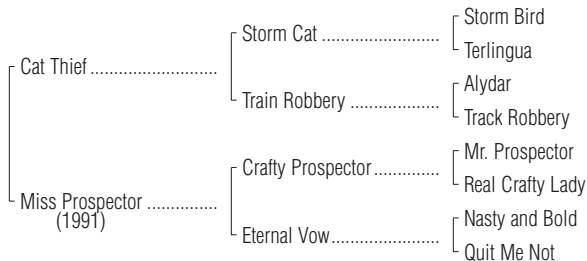 Storm Bird
Storm Cat ........................
Terlingua
Cat Thief ..........................
Alydar
Train Robbery ..................
Track Robbery
Mr. Prospector
Crafty Prospector .............
Real Crafty Lady
Miss Prospector ..............
(1991)
Nasty and Bold
Eternal Vow ......................
Quit Me Not